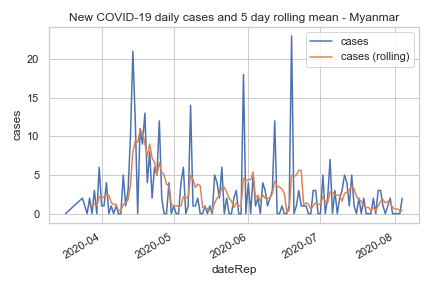 New COVID-19 daily cases and 5 day rolling mean - Myanmar
cases
cases (rolling)
cases
20
15
10
5
0
2020-04
2020-05
2020-06
2020-07
2020-08
dateRep